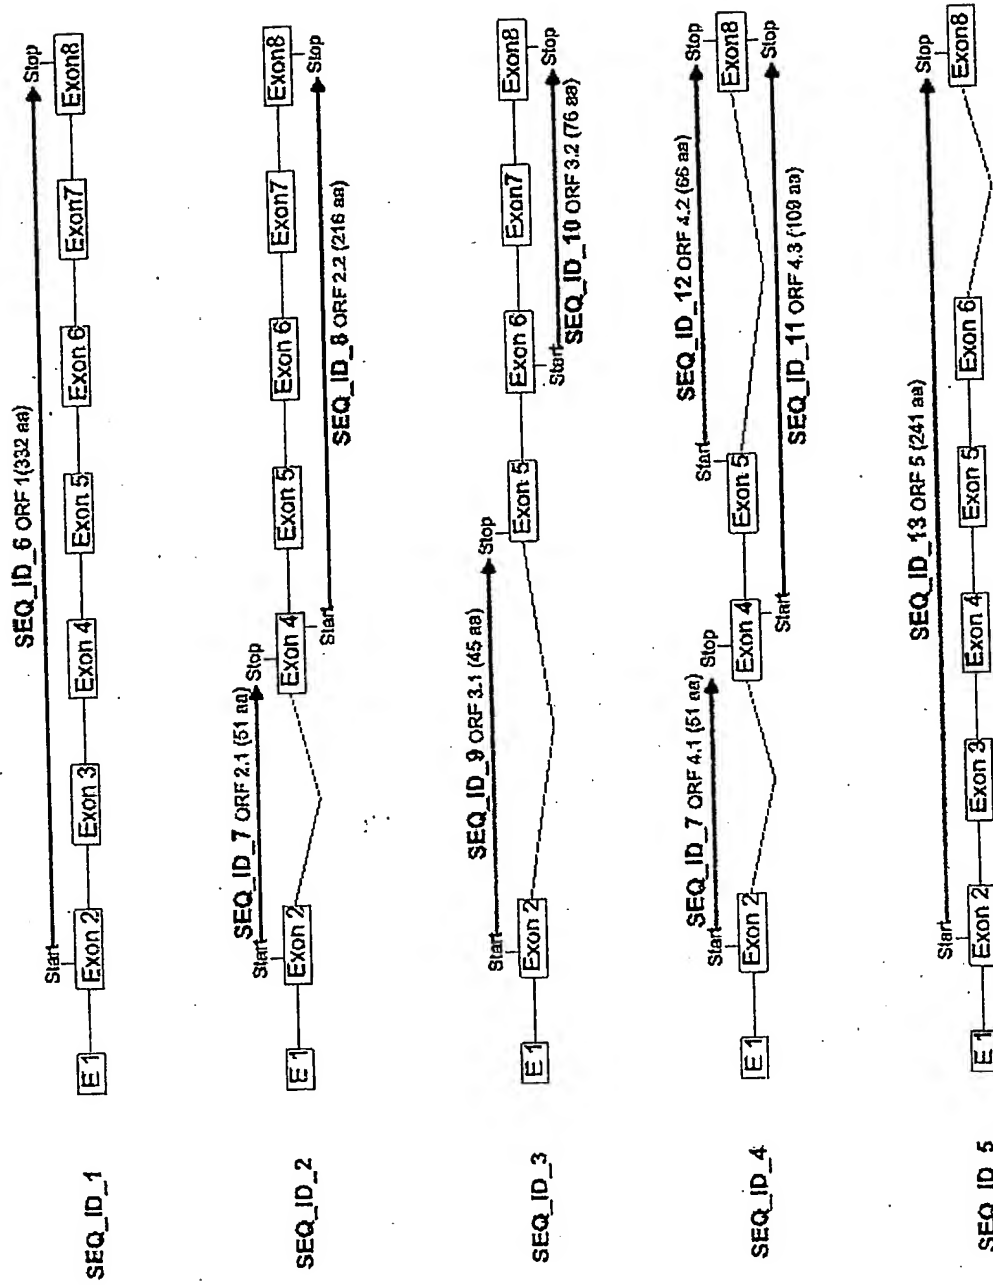 SEQ_ID_6 ORF 1(332 aa)
Start
Stop
SEQ_ID_1
E 1
Exon 2
Exon 3
Exon 4
Exon 5
Exon 6
Exon7
Exon8
SEQ_ID_7 ORF 2.1 (51 aa)
Start
Stop
SEQ_ID_2
E 1
Exon 2
Exon 4
Exon 5
Exon 6
Exon7
Exon8
Start
Stop
SEQ_ID_8 ORF 2.2 (216 aa)
SEQ_ID_9 ORF 3.1 (45 aa)
Start
Stop
SEQ_ID_3
E 1
Exon 2
Exon 5
Exon 6
Exon7
Exon8
Start
Stop
SEQ_ID_10 ORF 3.2 (76 aa)
SEQ_ID_7 ORF 4.1 (51 aa)
SEQ_ID_12 ORF 4.2 (66 aa)
Start
Stop
Start
Stop
SEQ_ID_4
E 1
Exon 2
Exon 4
Exon 5
Exon8
Start
Stop
SEQ_ID_11 ORF 4.3 (109 aa)
SEQ_ID_13 ORF 5 (241 aa)
Start
Stop
SEQ_ID_5
E 1
Exon 2
Exon 3
Exon 4
Exon 5
Exon 6
Exon8